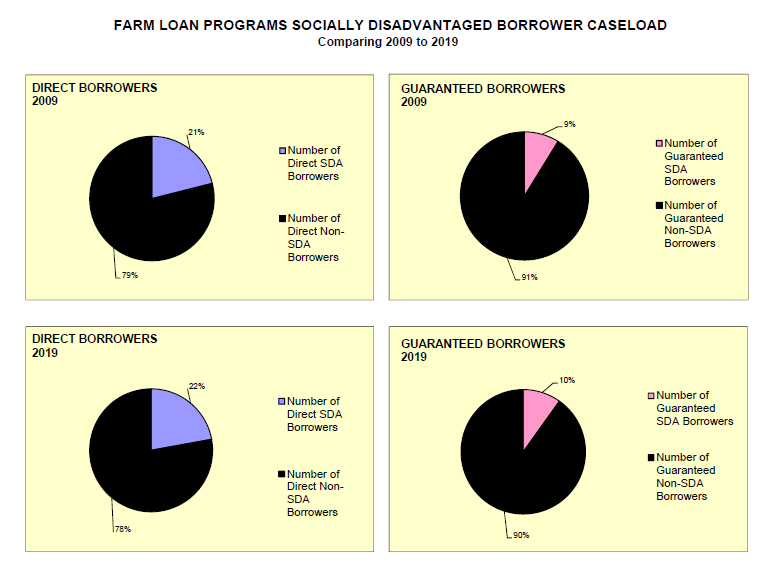 FARM LOAN PROGRAMS SOCIALLY DISADVANTAGED BORROWER CASELOAD
Comparing 2009 to 2019
DIRECT BORROWERS
2009
21%
79%
Number of
Direct SDA
Borrowers
Number of
Direct Non-
SDA
Borrowers
GUARANTEED BORROWERS
2009
9%
91%
Number of
Guaranteed
SDA
Borrowers
Number of
Guaranteed
Non-SDA
Borrowers
DIRECT BORROWERS
2019
22%
78%
Number of
Direct SDA
Borrowers
Number of
Direct Non-
SDA
Borrowers
GUARANTEED BORROWERS
2019
10%
90%
Number of
Guaranteed
SDA Borrowers
Number of
Guaranteed
Non-SDA
Borrowers